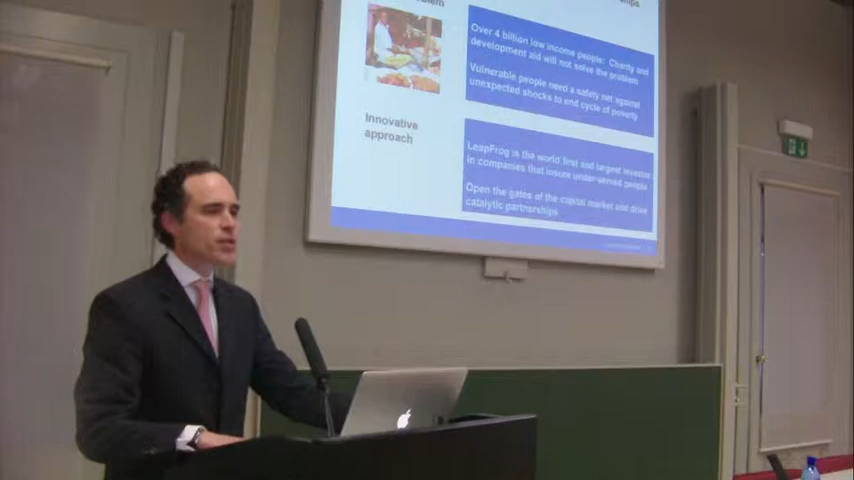 Over 4 billion low income people: Charity and
development aid will not solve the problem
Vulnerable people need a safety net against
unexpected shocks to end cycle of poverty
Innovative
approach
LeapFrog is the world first and largest investor
in companies that insure under-served people
Open the gates of the capital market and drive
catalytic partnerships